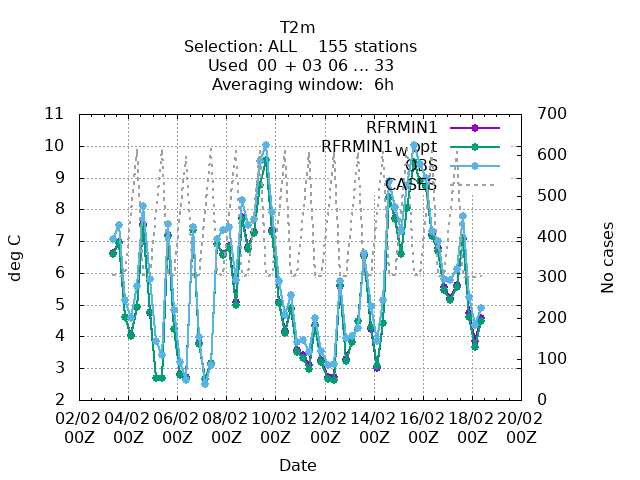 T2m
Selection: ALL    155 stations
Used  00 + 03 06 ... 33
Averaging window:  6h
RFRMIN1
RFRMIN1_wopt
OBS
CASES
deg C
No cases
11
10
9
8
7
6
5
4
3
2
700
600
500
400
300
200
100
0
02/02 04/02 06/02 08/02 10/02 12/02 14/02 16/02 18/02 20/02
00Z 00Z 00Z 00Z 00Z 00Z 00Z 00Z 00Z 00Z
Date